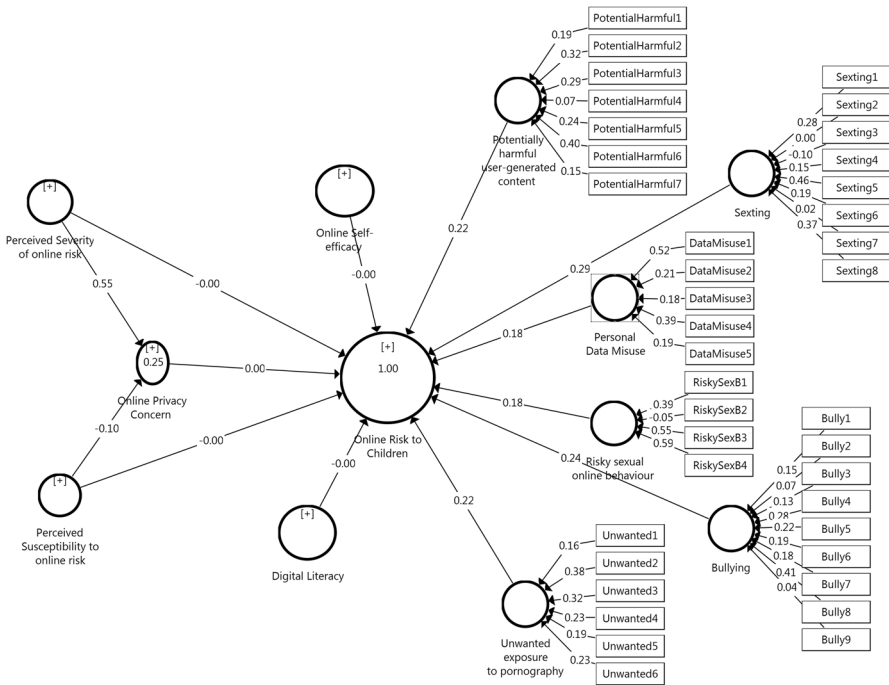 PotentialHarmful1
PotentialHarmful2
PotentialHarmful3
PotentialHarmful4
PotentialHarmful5
PotentialHarmful6
PotentialHarmful7
0.19
0.32
0.29
0.07
0.24
0.40
0.15
Potentially
harmful
user-generated
content
Sexting1
Sexting2
Sexting3
Sexting4
Sexting5
Sexting6
Sexting7
Sexting8
0.28
0.00
-0.10
0.15
0.46
0.19
0.02
0.37
Sexting
[+]
Perceived Severity
of online risk
[+]
Online Self-
efficacy
0.22
0.29
0.55
-0.00
-0.00
DataMisuse1
DataMisuse2
DataMisuse3
DataMisuse4
DataMisuse5
0.52
0.21
0.18
0.39
0.19
Personal
Data Misuse
0.18
[+]
0.25
Online Privacy
Concern
0.00
[+]
1.00
Online Risk to
Children
0.18
RiskySexB1
RiskySexB2
RiskySexB3
RiskySexB4
0.39
-0.05
0.55
0.59
Risky sexual
online behaviour
-0.10
-0.00
-0.00
0.24
0.22
[+]
Perceived
Susceptibility to
online risk
[+]
Digital Literacy
Bully1
Bully2
Bully3
Bully4
Bully5
Bully6
Bully7
Bully8
Bully9
0.15
0.07
0.13
0.28
0.22
0.19
0.18
0.41
0.04
Bullying
Unwanted1
Unwanted2
Unwanted3
Unwanted4
Unwanted5
Unwanted6
0.16
0.38
0.32
0.23
0.19
0.23
Unwanted
exposure
to pornography